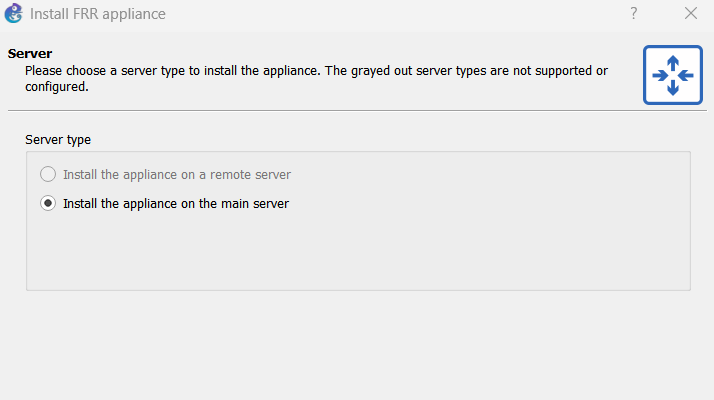 Install FRR appliance
?
Server
Please choose a server type to install the appliance. The grayed out server types are not supported or
configured.
Server type
Install the appliance on a remote server
Install the appliance on the main server